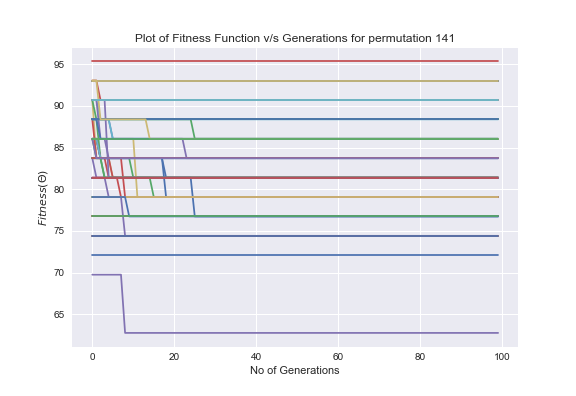 Plot of Fitness Function v/s Generations for permutation 141
95
90
85
80
75
70
65
Fitness(Θ)
0 20 40 60 80 100
No of Generations